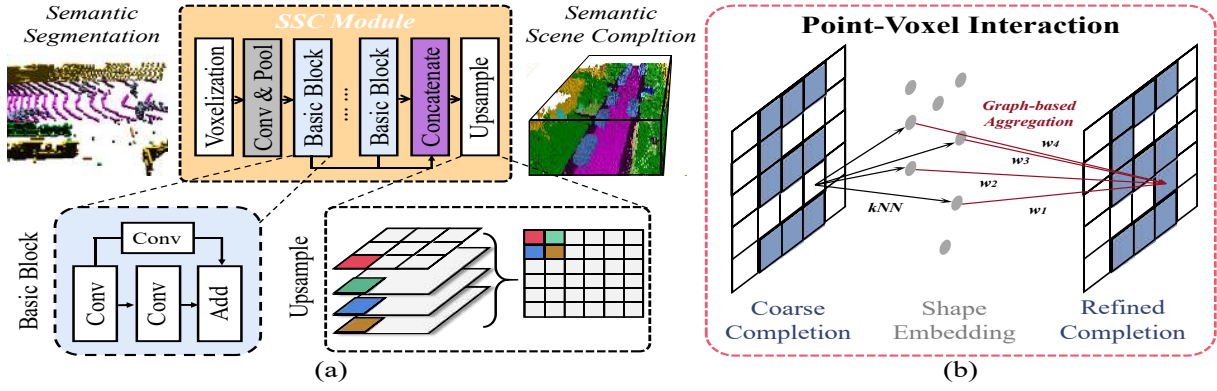 Semantic
Segmentation
SSC Module
Voxelization
Conv & Pool
Basic Block
... ...
Basic Block
Concatenate
Upsample
Semantic
Scene Compltion
Basic Block
Conv
Conv
Conv
Add
Upsample
(a)
Point-Voxel Interaction
Graph-based
Aggregation
w4
w3
w2
w1
kNN
Coarse
Completion
Shape
Embedding
Refined
Completion
(b)